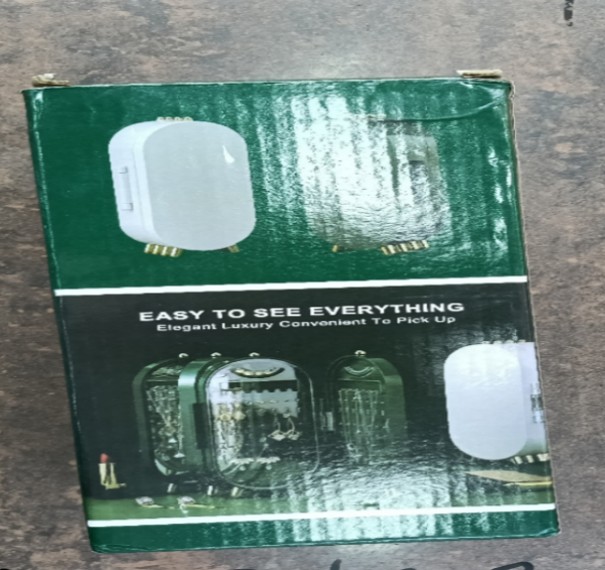 EASY TO SEE EVERYTHING
Elegant Luxury Convenient To Pick Up